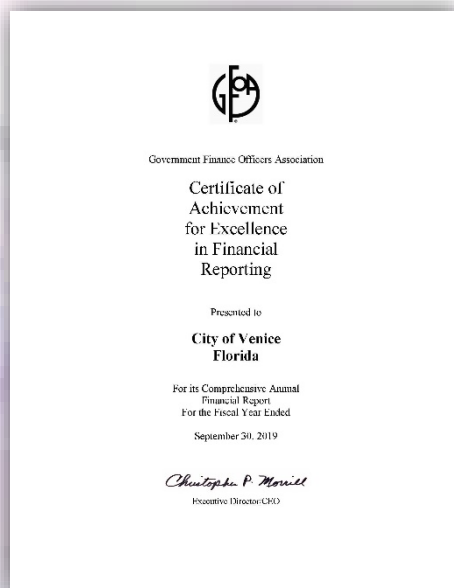 GFOA
Government Finance Officers Association
Certificate of
Achievement
for Excellence
in Financial
Reporting
Presented to
City of Venice
Florida
For its Comprehensive Annual
Financial Report
For the Fiscal Year Ended
September 30, 2019
Christopher P. Morrill
Executive Director/CEO